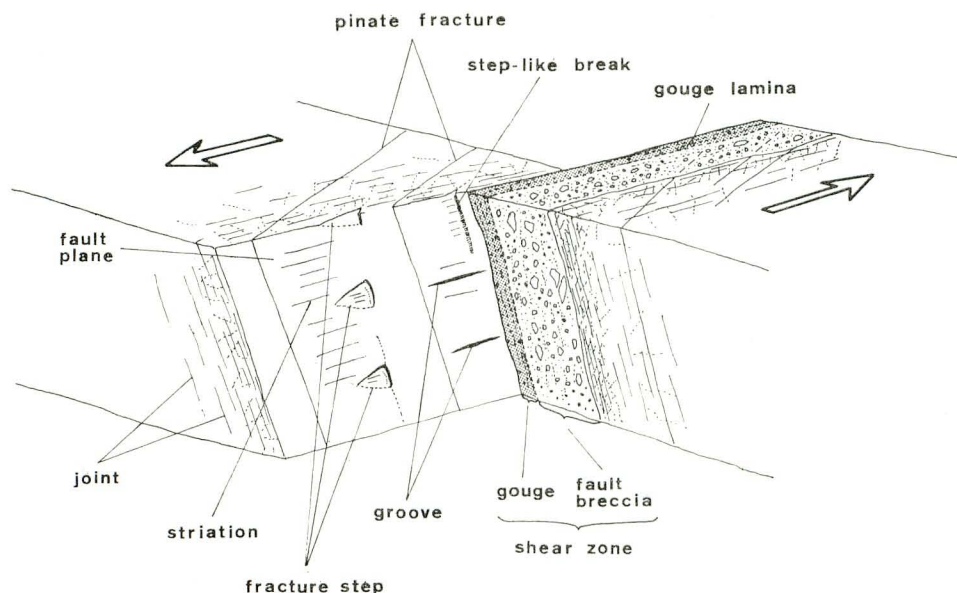 pinate fracture
step-like break
gouge lamina
fault
plane
joint
striation
fracture step
groove
gouge
fault
breccia
shear zone